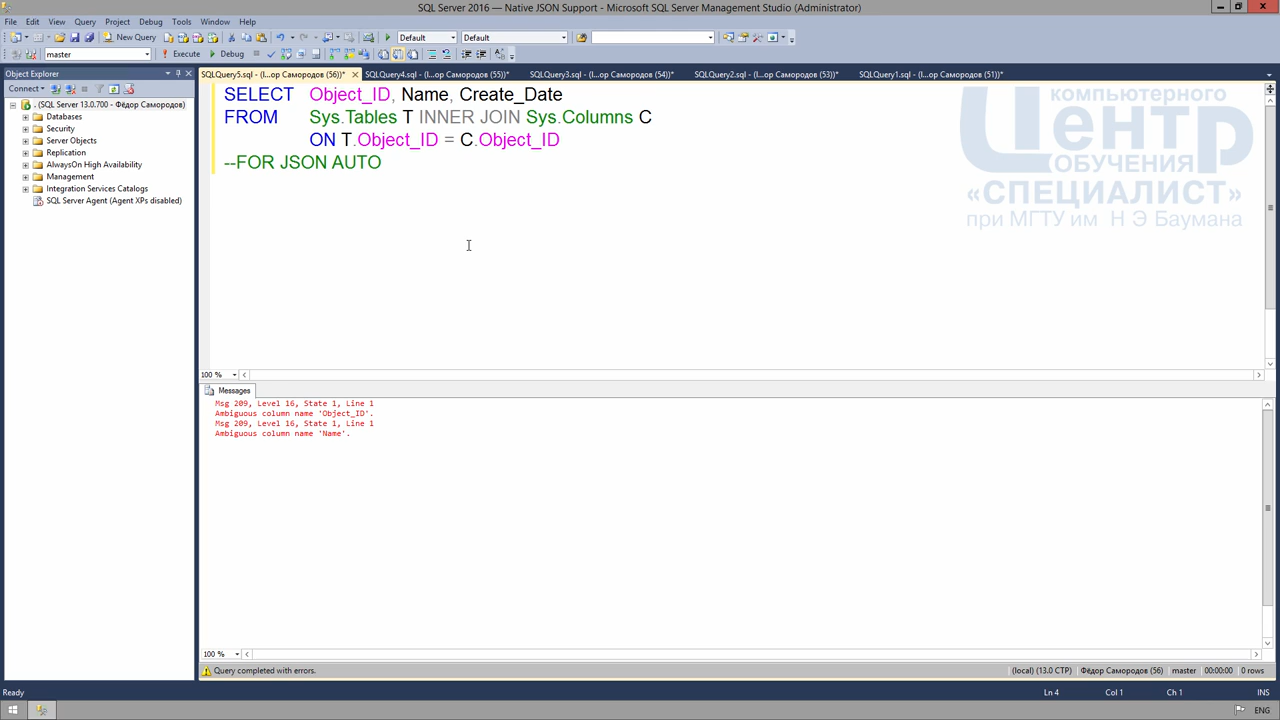 SQL Server 2016 — Native JSON Support - Microsoft SQL Server Management Studio (Administrator)
File Edit View Query Project Debug Tools Window Help
New Query
Default Default
master Execute Debug
Object Explorer
SQLQuery5.sql - (l...ор Самородов (56))* SQLQuery4.sql - (l...ор Самородов (55))* SQLQuery3.sql - (l...ор Самородов (54))* SQLQuery2.sql - (l...ор Самородов (53))* SQLQuery1.sql - (l...ор Самородов (51))*
Connect
. (SQL Server 13.0.700 - Фёдор Самородов)
Databases
Security
Server Objects
Replication
AlwaysOn High Availability
Management
Integration Services Catalogs
SQL Server Agent (Agent XPs disabled)
SELECT Object_ID, Name, Create_Date
FROM Sys.Tables T INNER JOIN Sys.Columns C
ON T.Object_ID = C.Object_ID
--FOR JSON AUTO
компьютерного
Центр
ОБУЧЕНИЯ
«СПЕЦИАЛИСТ»
при МГТУ им Н Э Баумана
100 %
Messages
Msg 209, Level 16, State 1, Line 1
Ambiguous column name 'Object_ID'.
Msg 209, Level 16, State 1, Line 1
Ambiguous column name 'Name'.
100 %
Query completed with errors. (local) (13.0 CTP) Фёдор Самородов (56) master 00:00:00 0 rows
Ready Ln 4 Col 1 Ch 1 INS
ENG